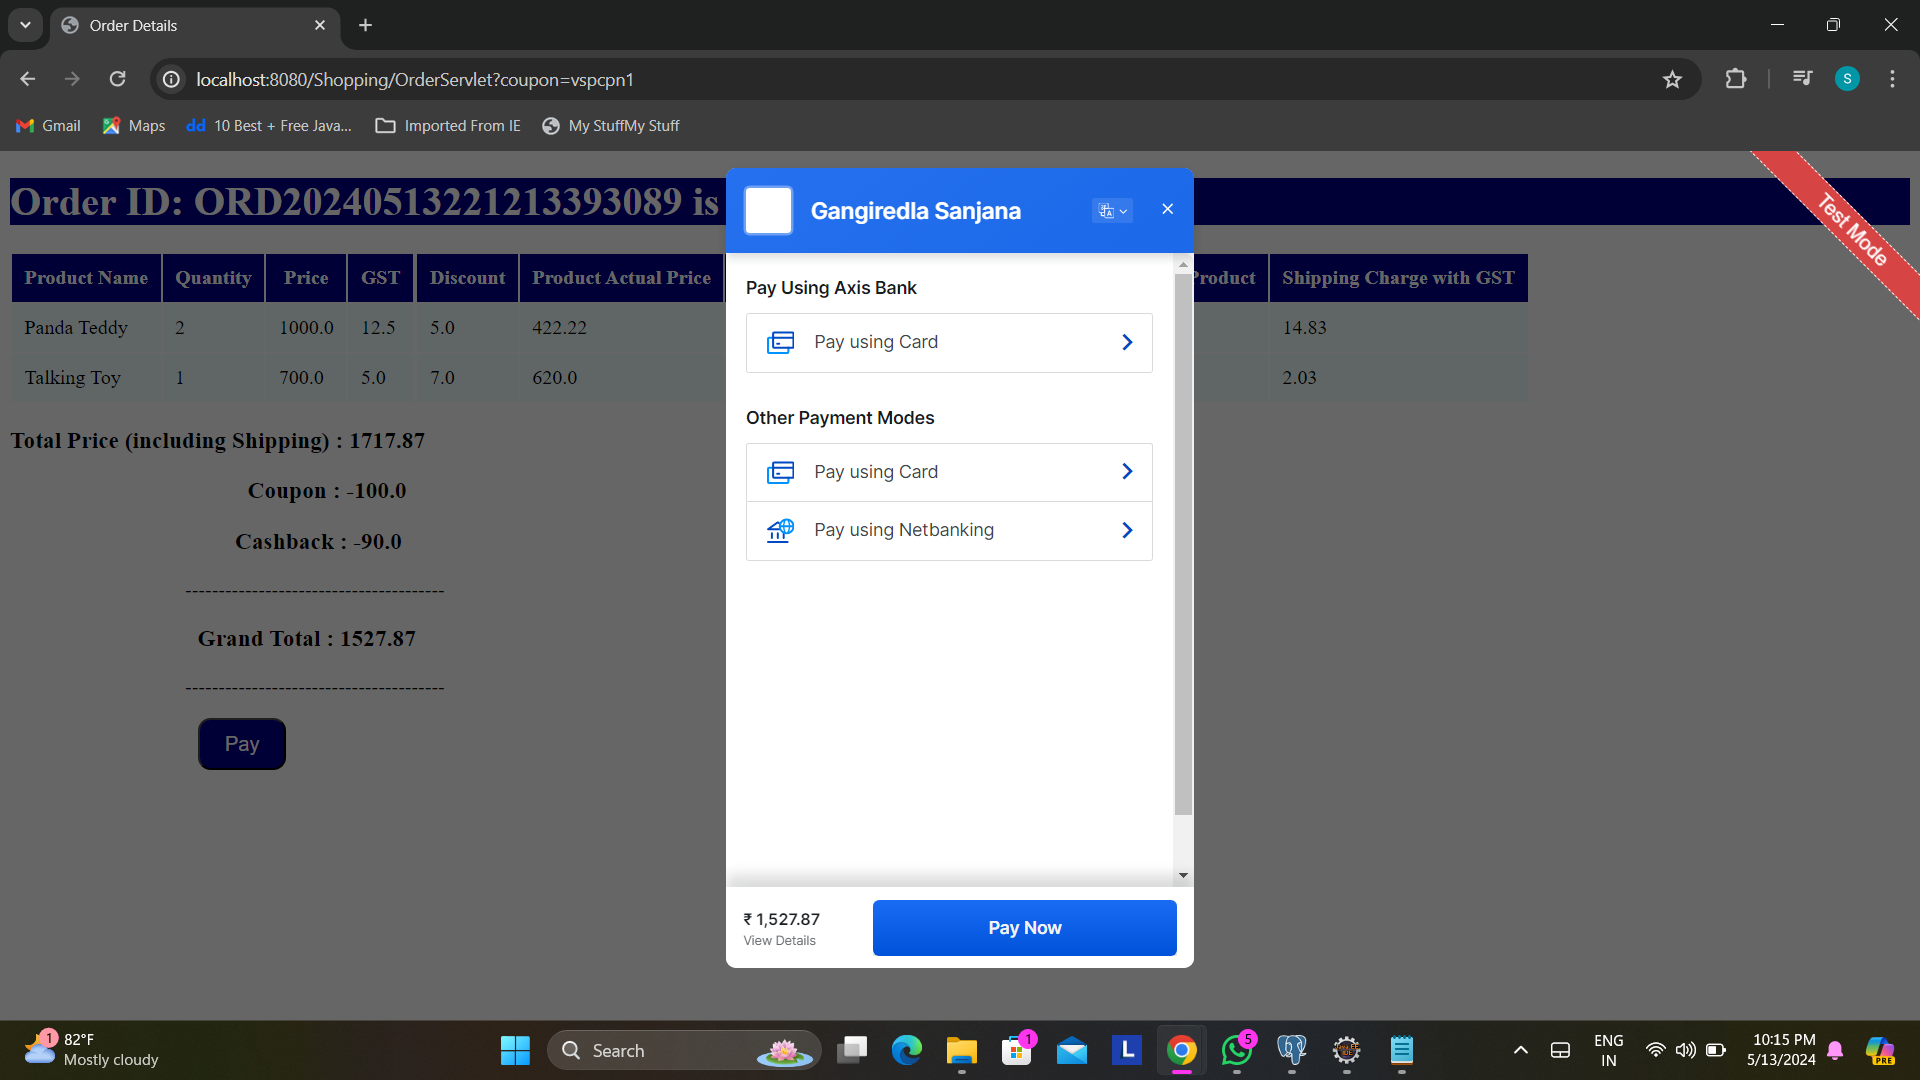 Order Details
localhost:8080/Shopping/OrderServlet?coupon=vspcpn1
S
Gmail
Maps
dd 10 Best + Free Java...
Imported From IE
My StuffMy Stuff
Order ID: ORD20240513221213393089 is
Gangiredla Sanjana
Test Mode
Product Name Quantity Price GST Discount Product Actual Price Product Shipping Charge with GST
Panda Teddy 2 1000.0 12.5 5.0 422.22 14.83
Talking Toy 1 700.0 5.0 7.0 620.0 2.03
Total Price (including Shipping) : 1717.87
Coupon : -100.0
Cashback : -90.0
---------------------------------------
Grand Total : 1527.87
---------------------------------------
Pay
Pay Using Axis Bank
Pay using Card
Other Payment Modes
Pay using Card
Pay using Netbanking
₹ 1,527.87
View Details
Pay Now
1
82°F
Mostly cloudy
Search
1
L
5
ENG
IN
10:15 PM
5/13/2024
PRE